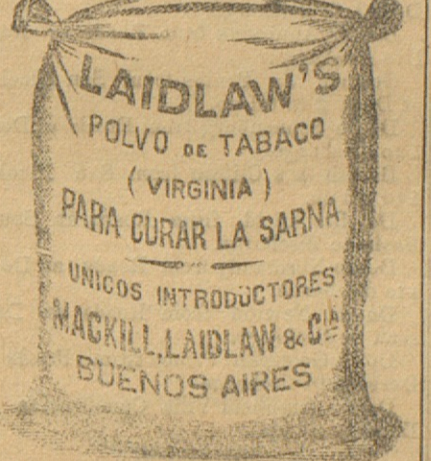 LAIDLAW'S
POLVO DE TABACO
( VIRGINIA )
PARA CURAR LA SARNA
UNICOS INTRODUCTORES
MACKILL, LAIDLAW & CIA
BUENOS AIRES